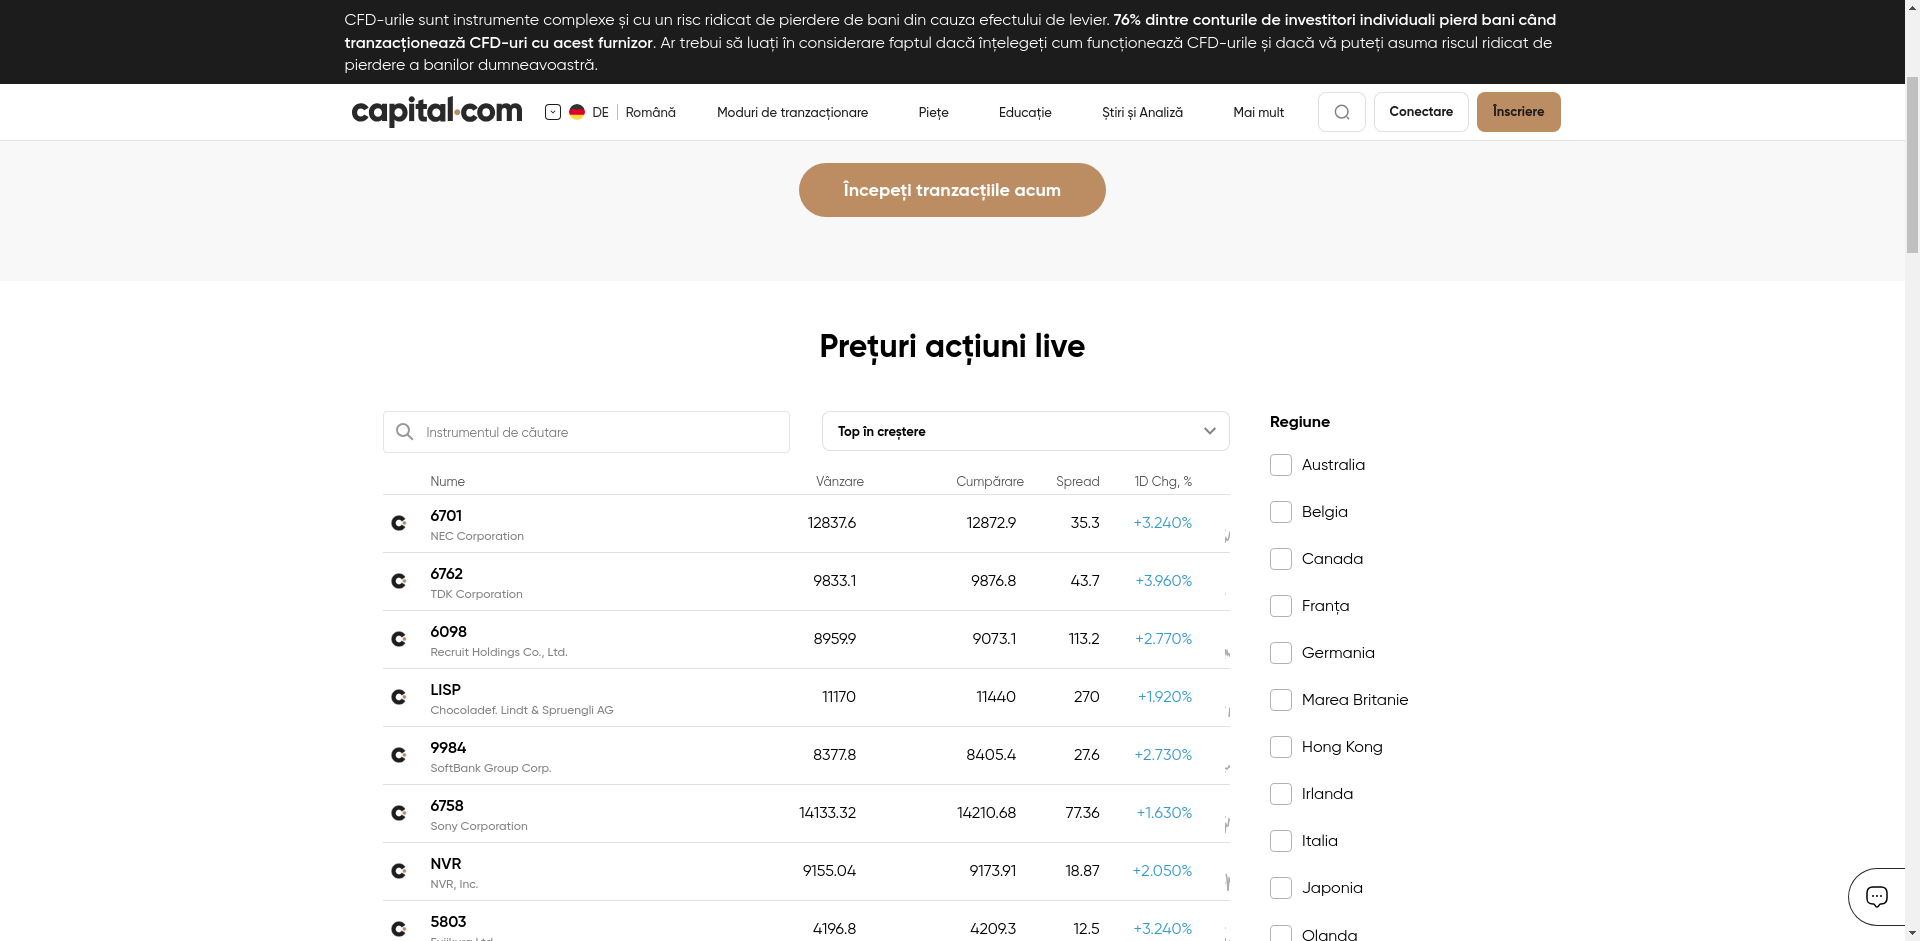 CFD-urile sunt instrumente complexe și cu un risc ridicat de pierdere de bani din cauza efectului de levier. 76% dintre conturile de investitori individuali pierd bani când
tranzacționează CFD-uri cu acest furnizor. Ar trebui să luați în considerare faptul dacă înțelegeți cum funcționează CFD-urile și dacă vă puteți asuma riscul ridicat de
pierdere a banilor dumneavoastră.
capital.com DE Română Moduri de tranzacționare Piețe Educație Știri și Analiză Mai mult Conectare Înscriere
Începeți tranzacțiile acum
Prețuri acțiuni live
Instrumentul de căutare Top în creștere
Nume Vânzare Cumpărare Spread 1D Chg, %
6701 12837.6 12872.9 35.3 +3.240%
NEC Corporation
6762 9833.1 9876.8 43.7 +3.960%
TDK Corporation
6098 8959.9 9073.1 113.2 +2.770%
Recruit Holdings Co., Ltd.
LISP 11170 11440 270 +1.920%
Chocoladef. Lindt & Spruengli AG
9984 8377.8 8405.4 27.6 +2.730%
SoftBank Group Corp.
6758 14133.32 14210.68 77.36 +1.630%
Sony Corporation
NVR 9155.04 9173.91 18.87 +2.050%
NVR, Inc.
5803 4196.8 4209.3 12.5 +3.240%
Regiune
Australia
Belgia
Canada
Franța
Germania
Marea Britanie
Hong Kong
Irlanda
Italia
Japonia
Olanda